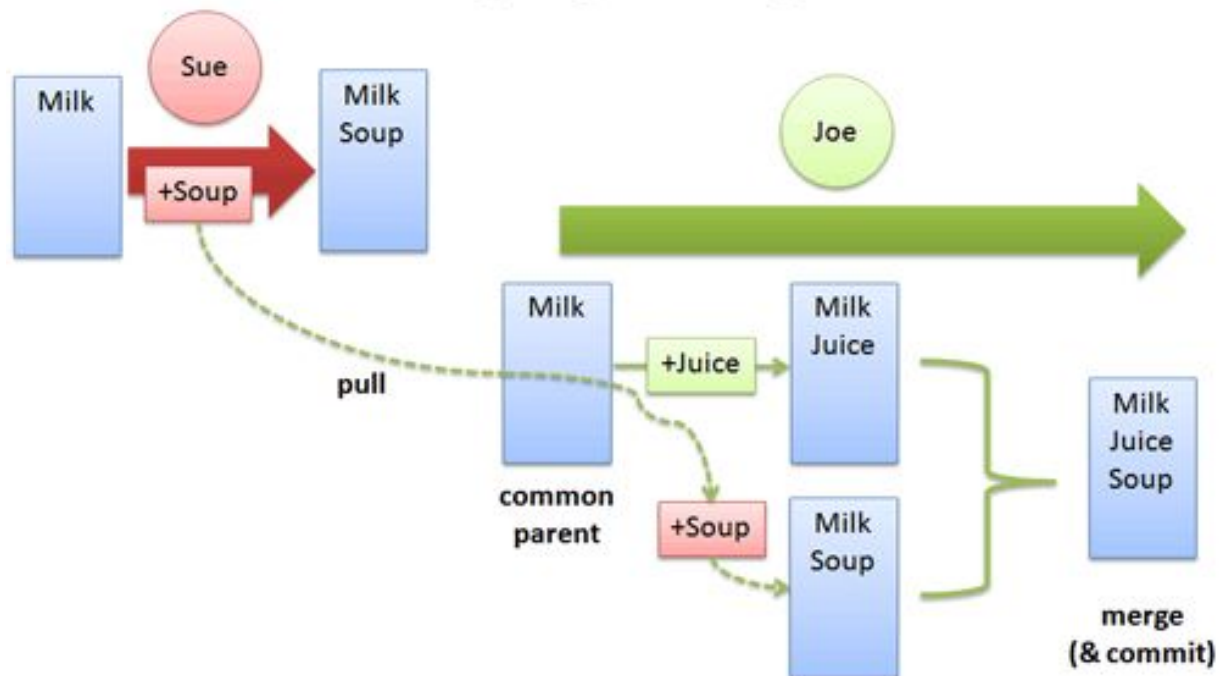 Sue
Milk
Milk
Soup
+Soup
Joe
pull
Milk
+Juice
Milk
Juice
common
parent
+Soup
Milk
Soup
Milk
Juice
Soup
merge
(& commit)